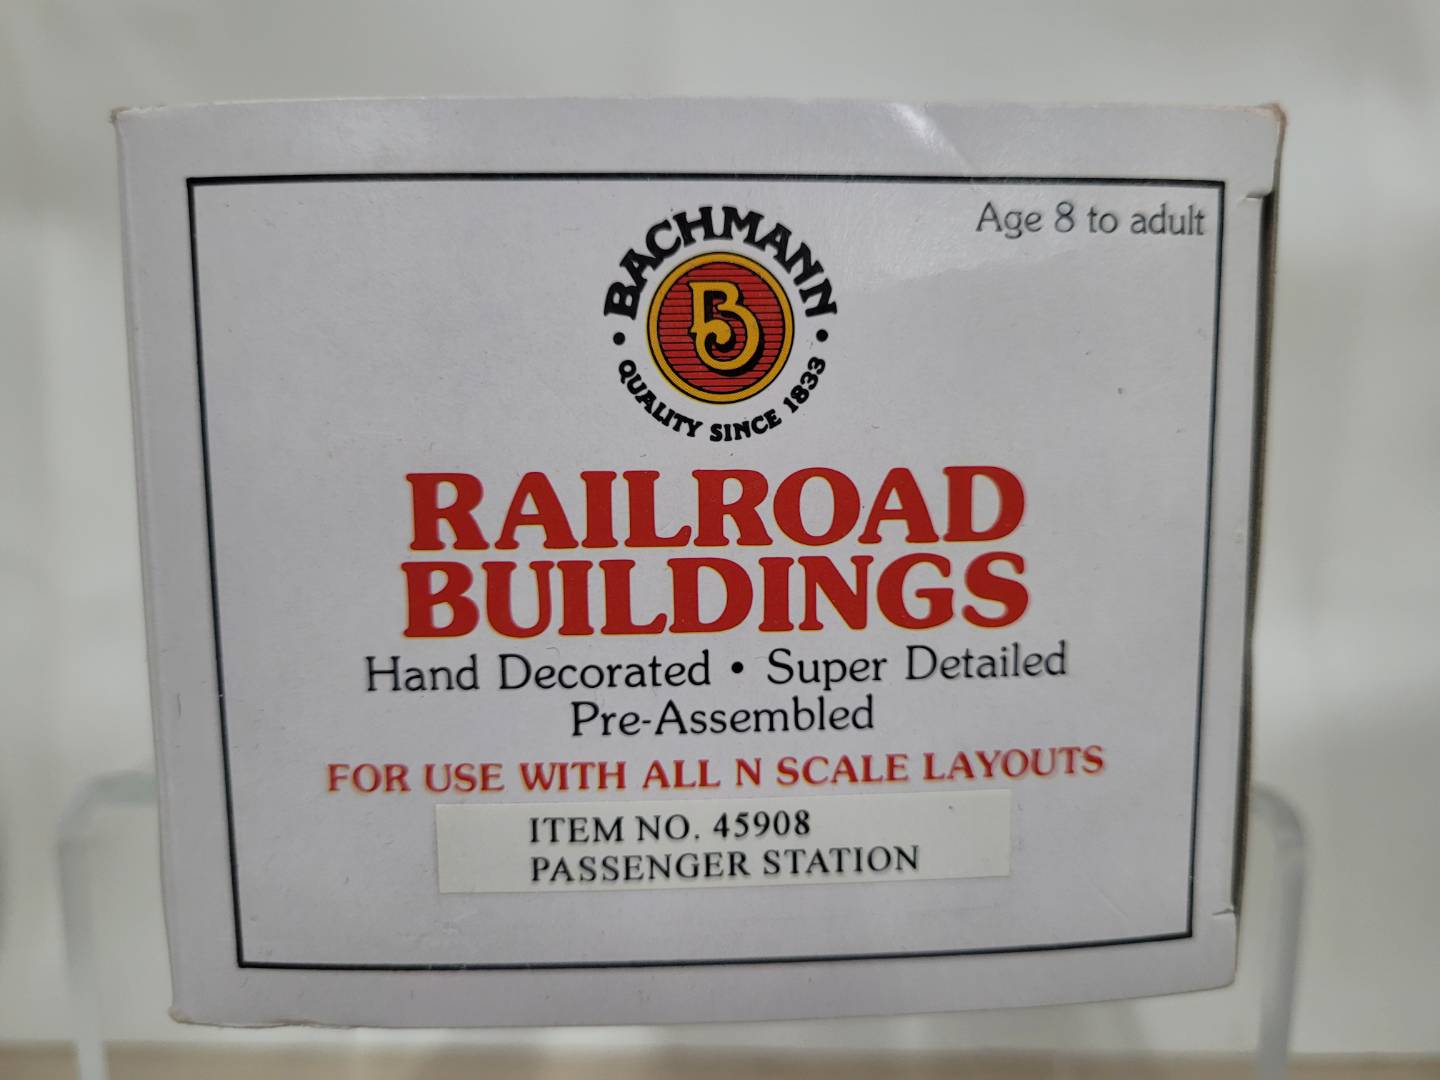 Age 8 to adult
BACHMANN
B
• QUALITY SINCE 1833 •
RAILROAD
BUILDINGS
Hand Decorated • Super Detailed
Pre-Assembled
FOR USE WITH ALL N SCALE LAYOUTS
ITEM NO. 45908
PASSENGER STATION